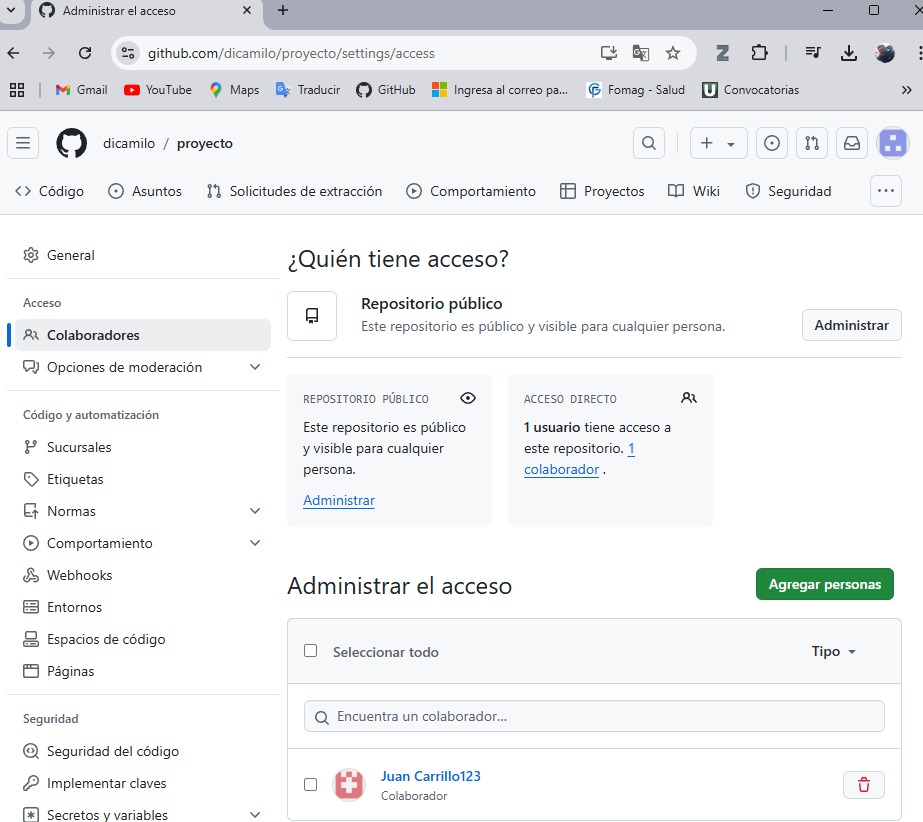 Administrar el acceso
github.com/dicamilo/proyecto/settings/access
Gmail YouTube Maps Traducir GitHub Ingresa al correo pa... Fomag - Salud Convocatorias
dicamilo / proyecto
Código Asuntos Solicitudes de extracción Comportamiento Proyectos Wiki Seguridad
General
Acceso
Colaboradores
Opciones de moderación
Código y automatización
Sucursales
Etiquetas
Normas
Comportamiento
Webhooks
Entornos
Espacios de código
Páginas
Seguridad
Seguridad del código
Implementar claves
Secretos y variables
¿Quién tiene acceso?
Repositorio público
Este repositorio es público y visible para cualquier persona.
Administrar
REPOSITORIO PÚBLICO
Este repositorio es público
y visible para cualquier
persona.
Administrar
ACCESO DIRECTO
1 usuario tiene acceso a
este repositorio. 1
colaborador .
Administrar el acceso
Agregar personas
Seleccionar todo
Tipo
Encuentra un colaborador...
Juan Carrillo123
Colaborador